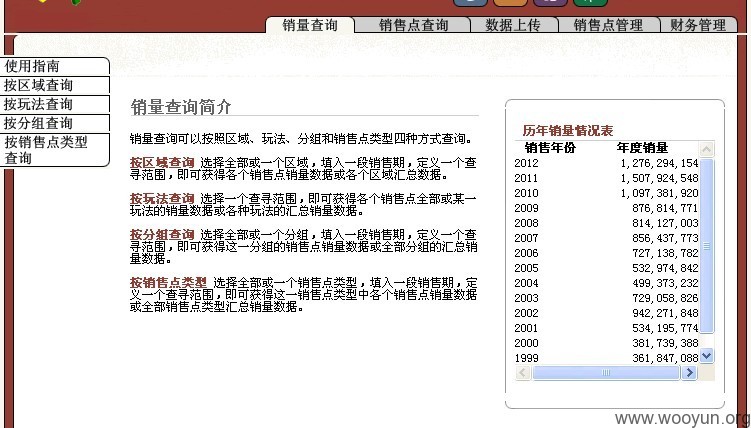 销量查询 销售点查询 数据上传 销售点管理 财务管理
使用指南
按区域查询
按玩法查询
按分组查询
按销售点类型
查询
销量查询简介
销量查询可以按照区域、玩法、分组和销售点类型四种方式查询。
按区域查询 选择全部或一个区域，填入一段销售期，定义一个查
寻范围，即可获得各个销售点销量数据或各个区域汇总数据。
按玩法查询 选择一个查寻范围，即可获得各个销售点全部或某一
玩法的销量数据或各种玩法的汇总销量数据。
按分组查询 选择全部或一个分组，填入一段销售期，定义一个查
寻范围，即可获得这一分组的销售点销量数据或全部分组的汇总销
量数据。
按销售点类型 选择全部或一个销售点类型，填入一段销售期，定
义一个查寻范围，即可获得这一销售点类型中各个销售点销量数据
或全部销售点类型汇总销量数据。
历年销量情况表
销售年份 年度销量
2012 1,276,294,154
2011 1,507,924,548
2010 1,097,381,920
2009 876,814,771
2008 814,127,003
2007 856,437,773
2006 727,138,782
2005 532,974,842
2004 499,373,232
2003 729,058,826
2002 942,271,848
2001 534,195,774
2000 381,739,388
1999 361,847,088
www.wooyun.org